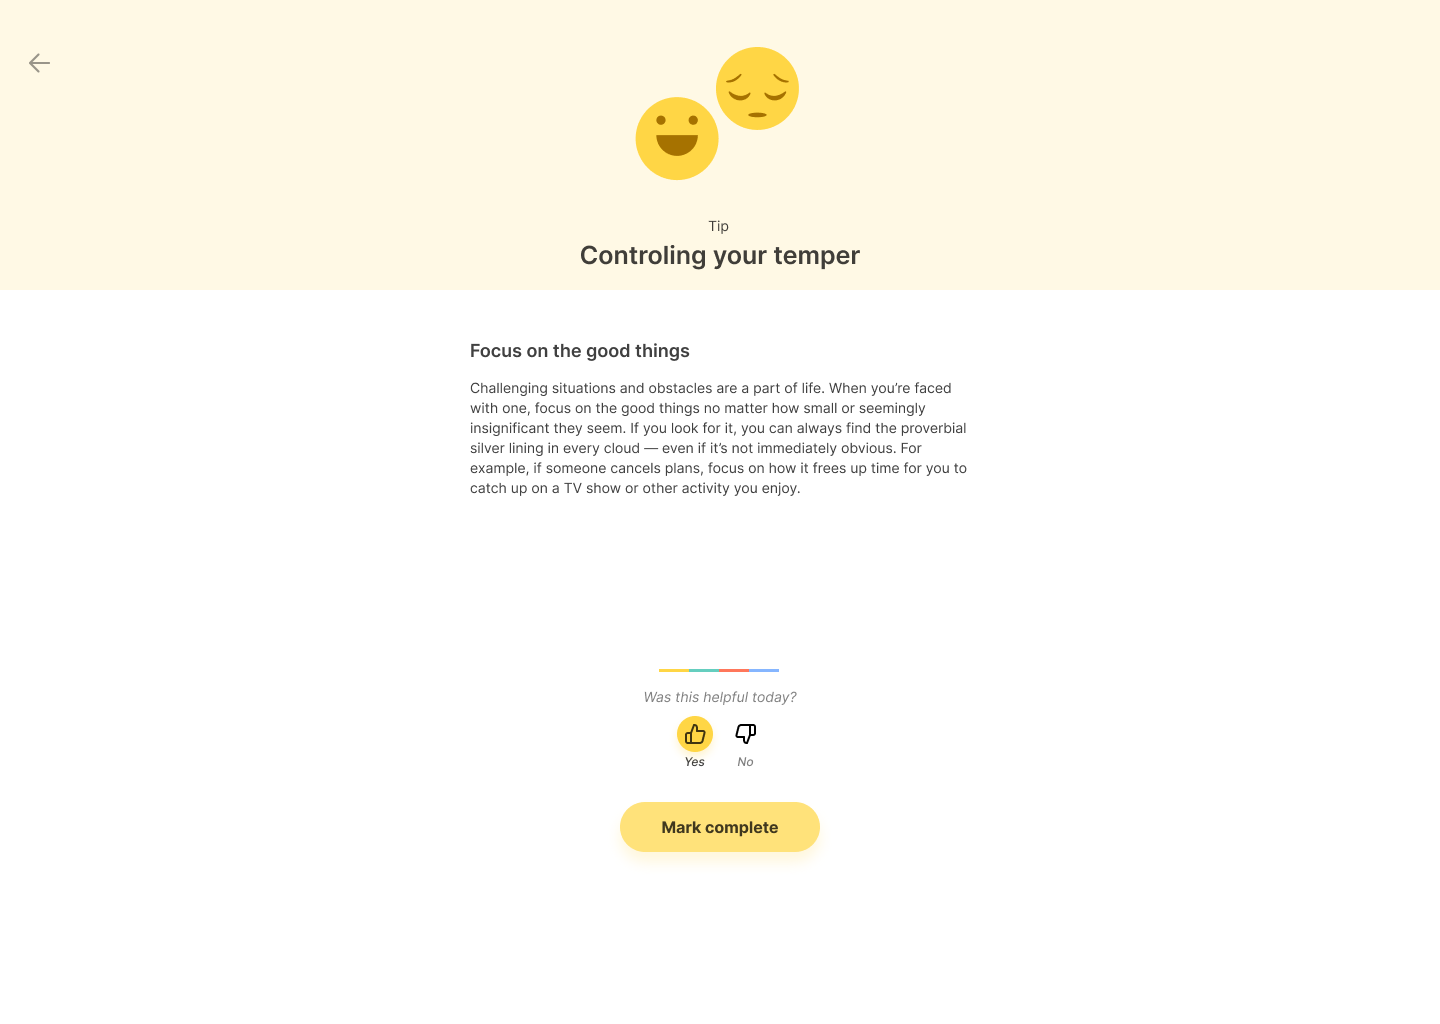 Tip
Controling your temper
Focus on the good things
Challenging situations and obstacles are a part of life. When you’re faced
with one, focus on the good things no matter how small or seemingly
insignificant they seem. If you look for it, you can always find the proverbial
silver lining in every cloud — even if it’s not immediately obvious. For
example, if someone cancels plans, focus on how it frees up time for you to
catch up on a TV show or other activity you enjoy.
Was this helpful today?
Yes No
Mark complete